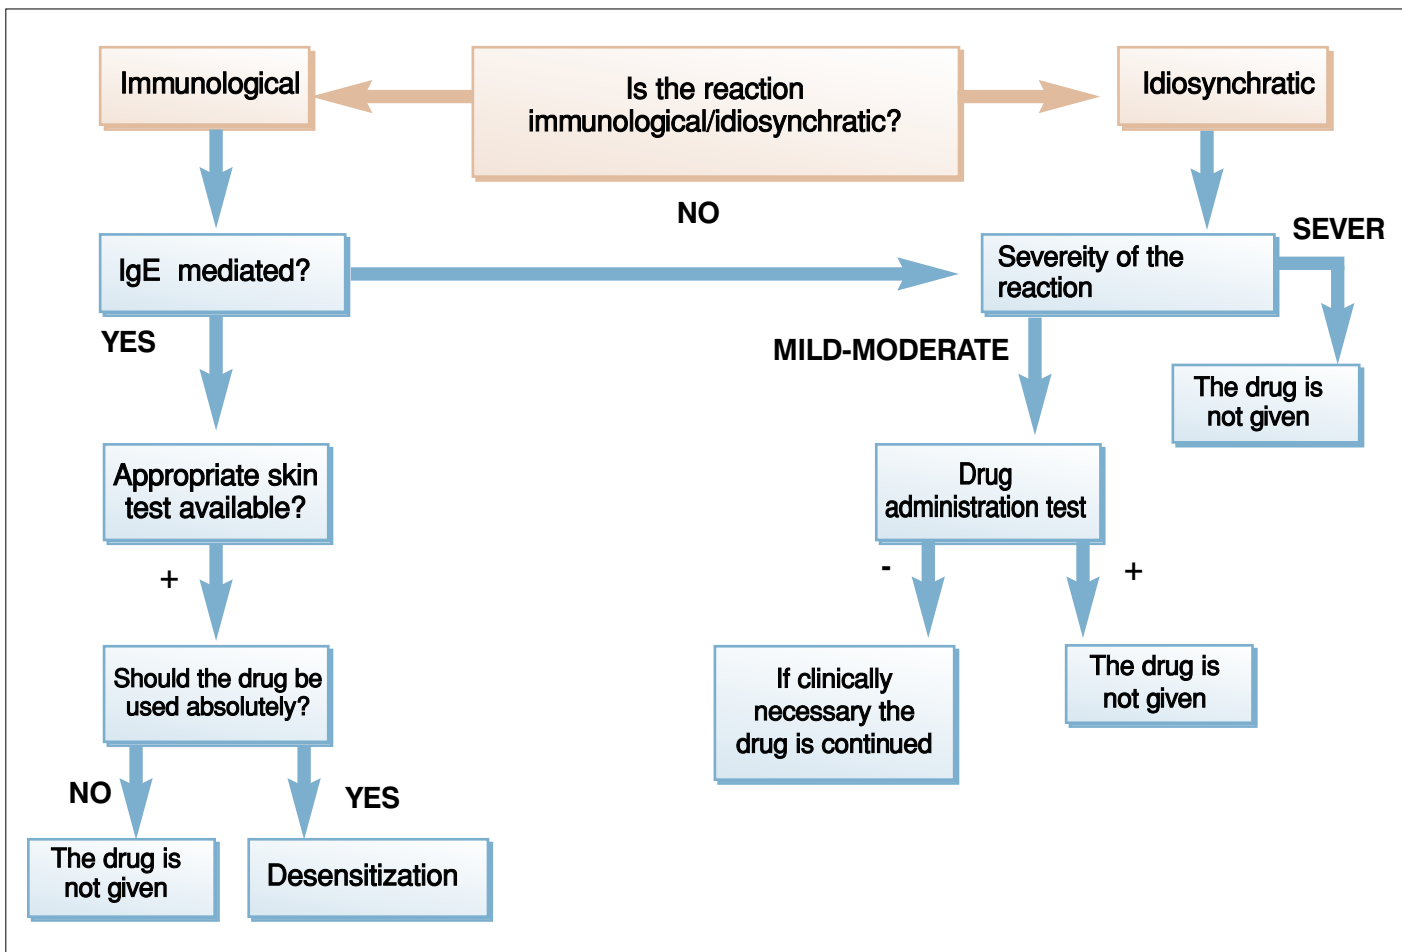 Immunological
Is the reaction
immunological/idiosynchratic?
Idiosynchratic
NO
SEVER
IgE mediated?
Severeity of the
reaction
YES
MILD-MODERATE
The drug is
not given
Appropriate skin
test available?
Drug
administration test
+
-
+
Should the drug be
used absolutely?
If clinically
necessary the
drug is continued
The drug is
not given
NO
YES
The drug is
not given
Desensitization